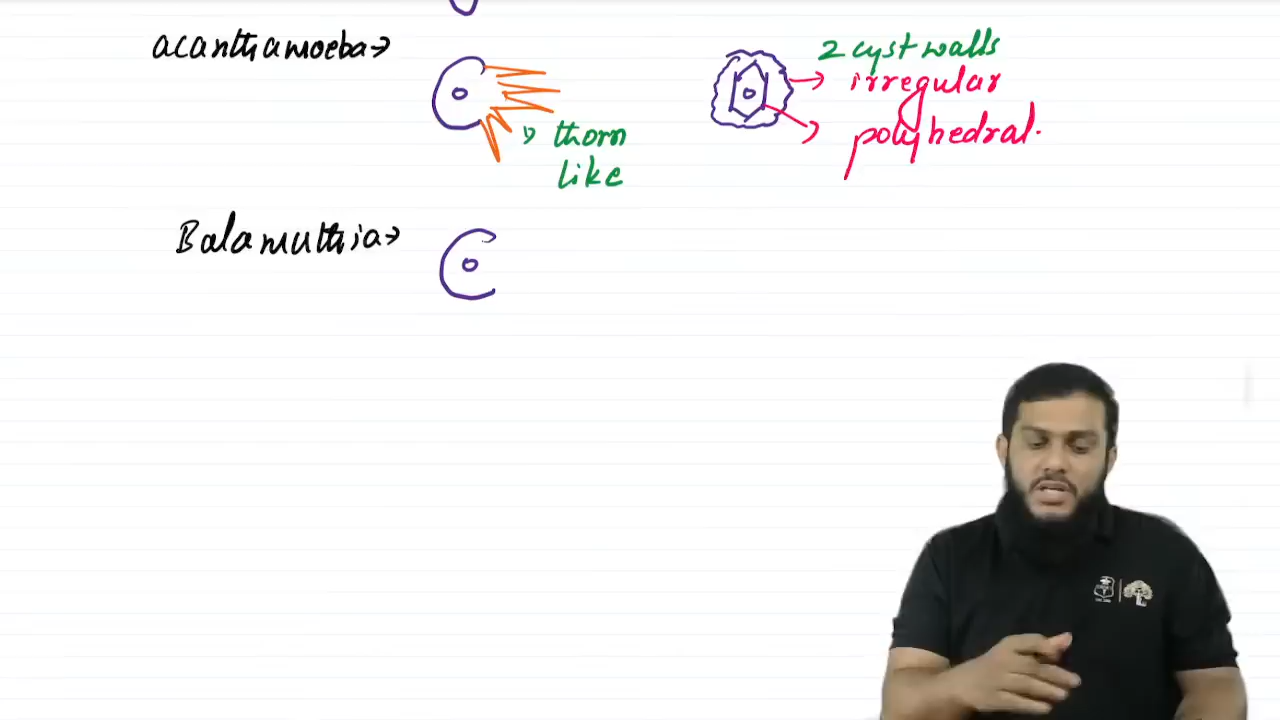 acanthamoeba→
2 cyst walls
irregular
polyhedral.
thorn
like
Balamuthia→